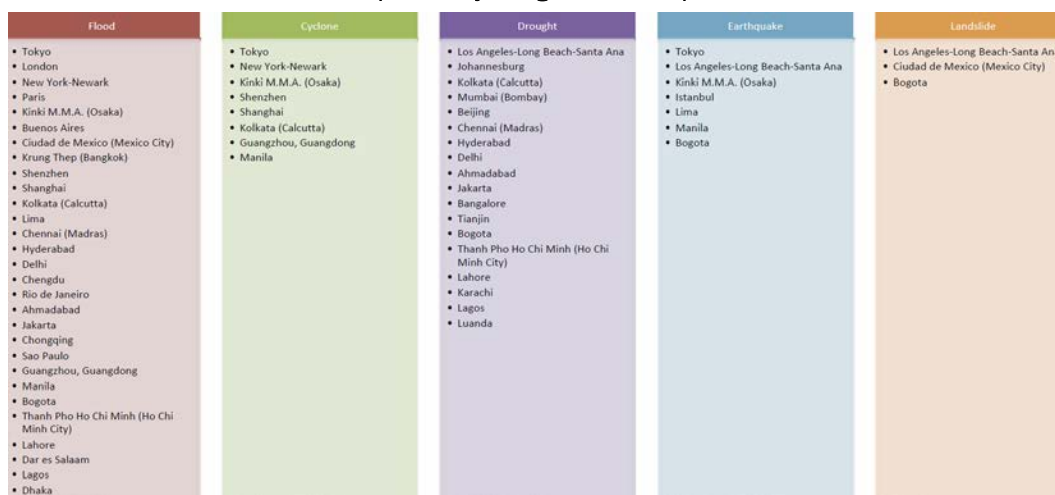 Flood
• Tokyo
• London
• New York-Newark
• Paris
• Kinki M.M.A. (Osaka)
• Buenos Aires
• Ciudad de Mexico (Mexico City)
• Krung Thep (Bangkok)
• Shenzhen
• Shanghai
• Kolkata (Calcutta)
• Lima
• Chennai (Madras)
• Hyderabad
• Delhi
• Chengdu
• Rio de Janeiro
• Ahmadabad
• Jakarta
• Chongqing
• Sao Paulo
• Guangzhou, Guangdong
• Manila
• Bogota
• Thanh Pho Ho Chi Minh (Ho Chi
Minh City)
• Lahore
• Dar es Salaam
• Lagos
• Dhaka
Cyclone
• Tokyo
• New York-Newark
• Kinki M.M.A. (Osaka)
• Shenzhen
• Shanghai
• Kolkata (Calcutta)
• Guangzhou, Guangdong
• Manila
Drought
• Los Angeles-Long Beach-Santa Ana
• Johannesburg
• Kolkata (Calcutta)
• Mumbai (Bombay)
• Beijing
• Chennai (Madras)
• Hyderabad
• Delhi
• Ahmadabad
• Jakarta
• Bangalore
• Tianjin
• Bogota
• Thanh Pho Ho Chi Minh (Ho Chi
Minh City)
• Lahore
• Karachi
• Lagos
• Luanda
Earthquake
• Tokyo
• Los Angeles-Long Beach-Santa Ana
• Kinki M.M.A. (Osaka)
• Istanbul
• Lima
• Manila
• Bogota
Landslide
• Los Angeles-Long Beach-Santa An
• Ciudad de Mexico (Mexico City)
• Bogota